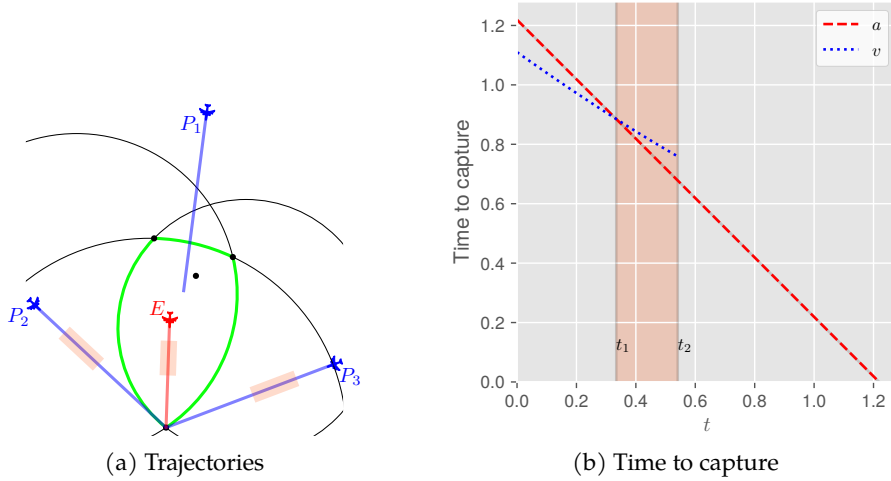 P₁
P₂
E
P₃
(a) Trajectories
1.2
1.0
0.8
0.6
0.4
0.2
0.0
Time to capture
a
v
t₁
t₂
0.0 0.2 0.4 0.6 0.8 1.0 1.2
t
(b) Time to capture